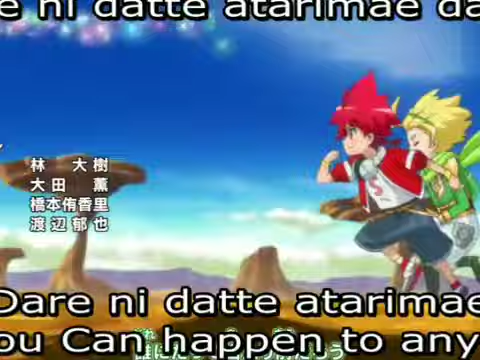 e ni datte atarimae da
林 大樹
大田 薫
橋本侑香里
渡辺郁也
Dare ni datte atarimae
ou Can happen to any